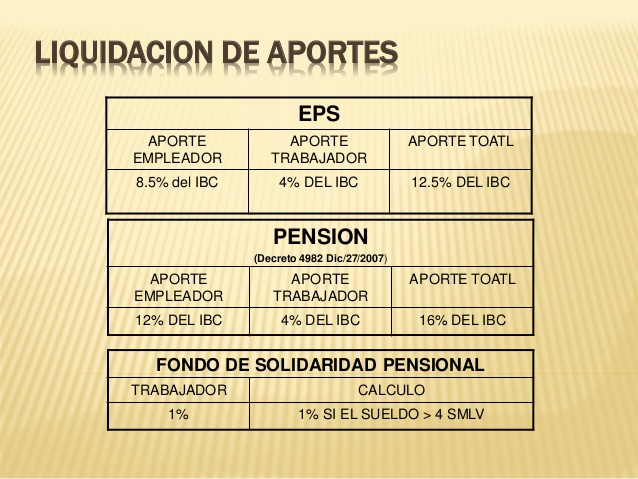 LIQUIDACION DE APORTES
EPS
APORTE EMPLEADOR APORTE TRABAJADOR APORTE TOATL
8.5% del IBC 4% DEL IBC 12.5% DEL IBC
PENSION
(Decreto 4982 Dic/27/2007)
APORTE EMPLEADOR APORTE TRABAJADOR APORTE TOATL
12% DEL IBC 4% DEL IBC 16% DEL IBC
FONDO DE SOLIDARIDAD PENSIONAL
TRABAJADOR CALCULO
1% 1% SI EL SUELDO > 4 SMLV